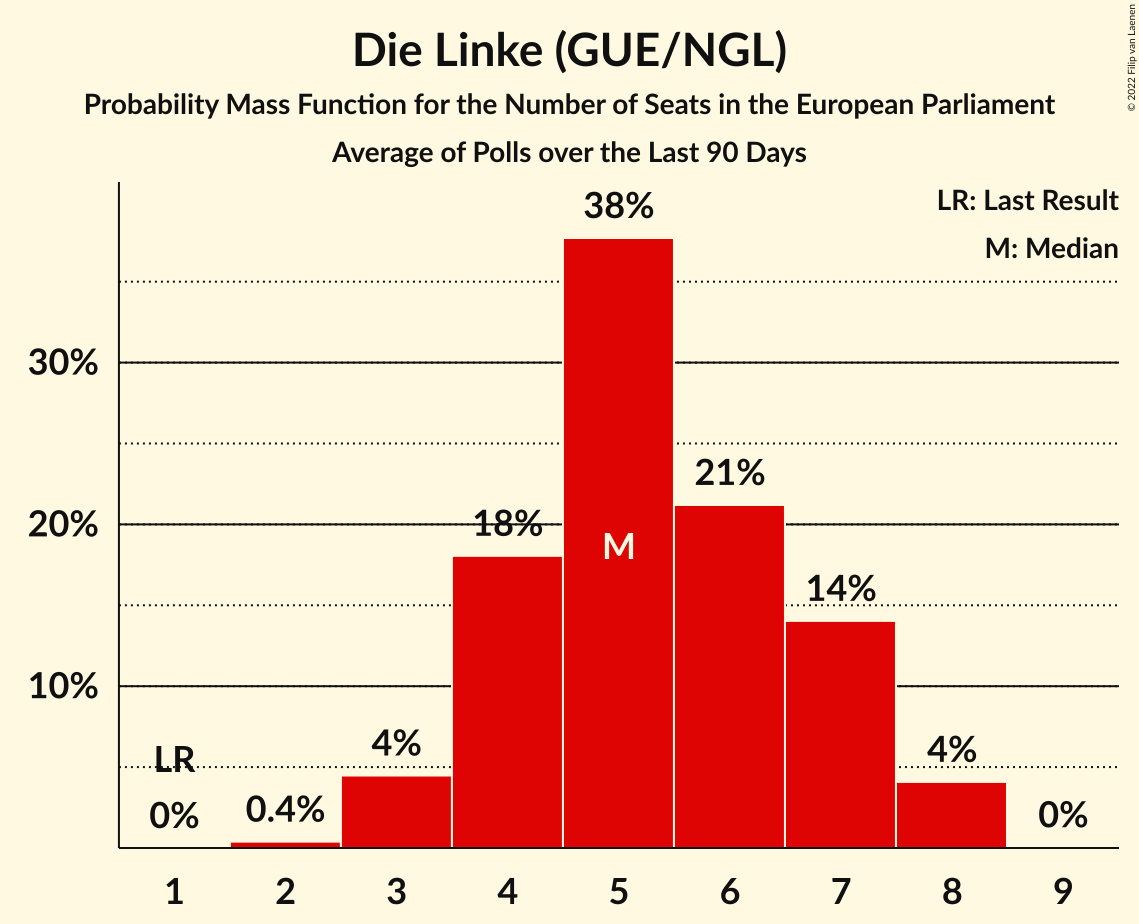 Die Linke (GUE/NGL)
Probability Mass Function for the Number of Seats in the European Parliament
Average of Polls over the Last 90 Days
© 2022 Filip van Laenen
LR: Last Result
M: Median
38%
30%
21%
20%
18%
M
14%
10%
LR
4%
4%
0%
0.4%
0%
1 2 3 4 5 6 7 8 9